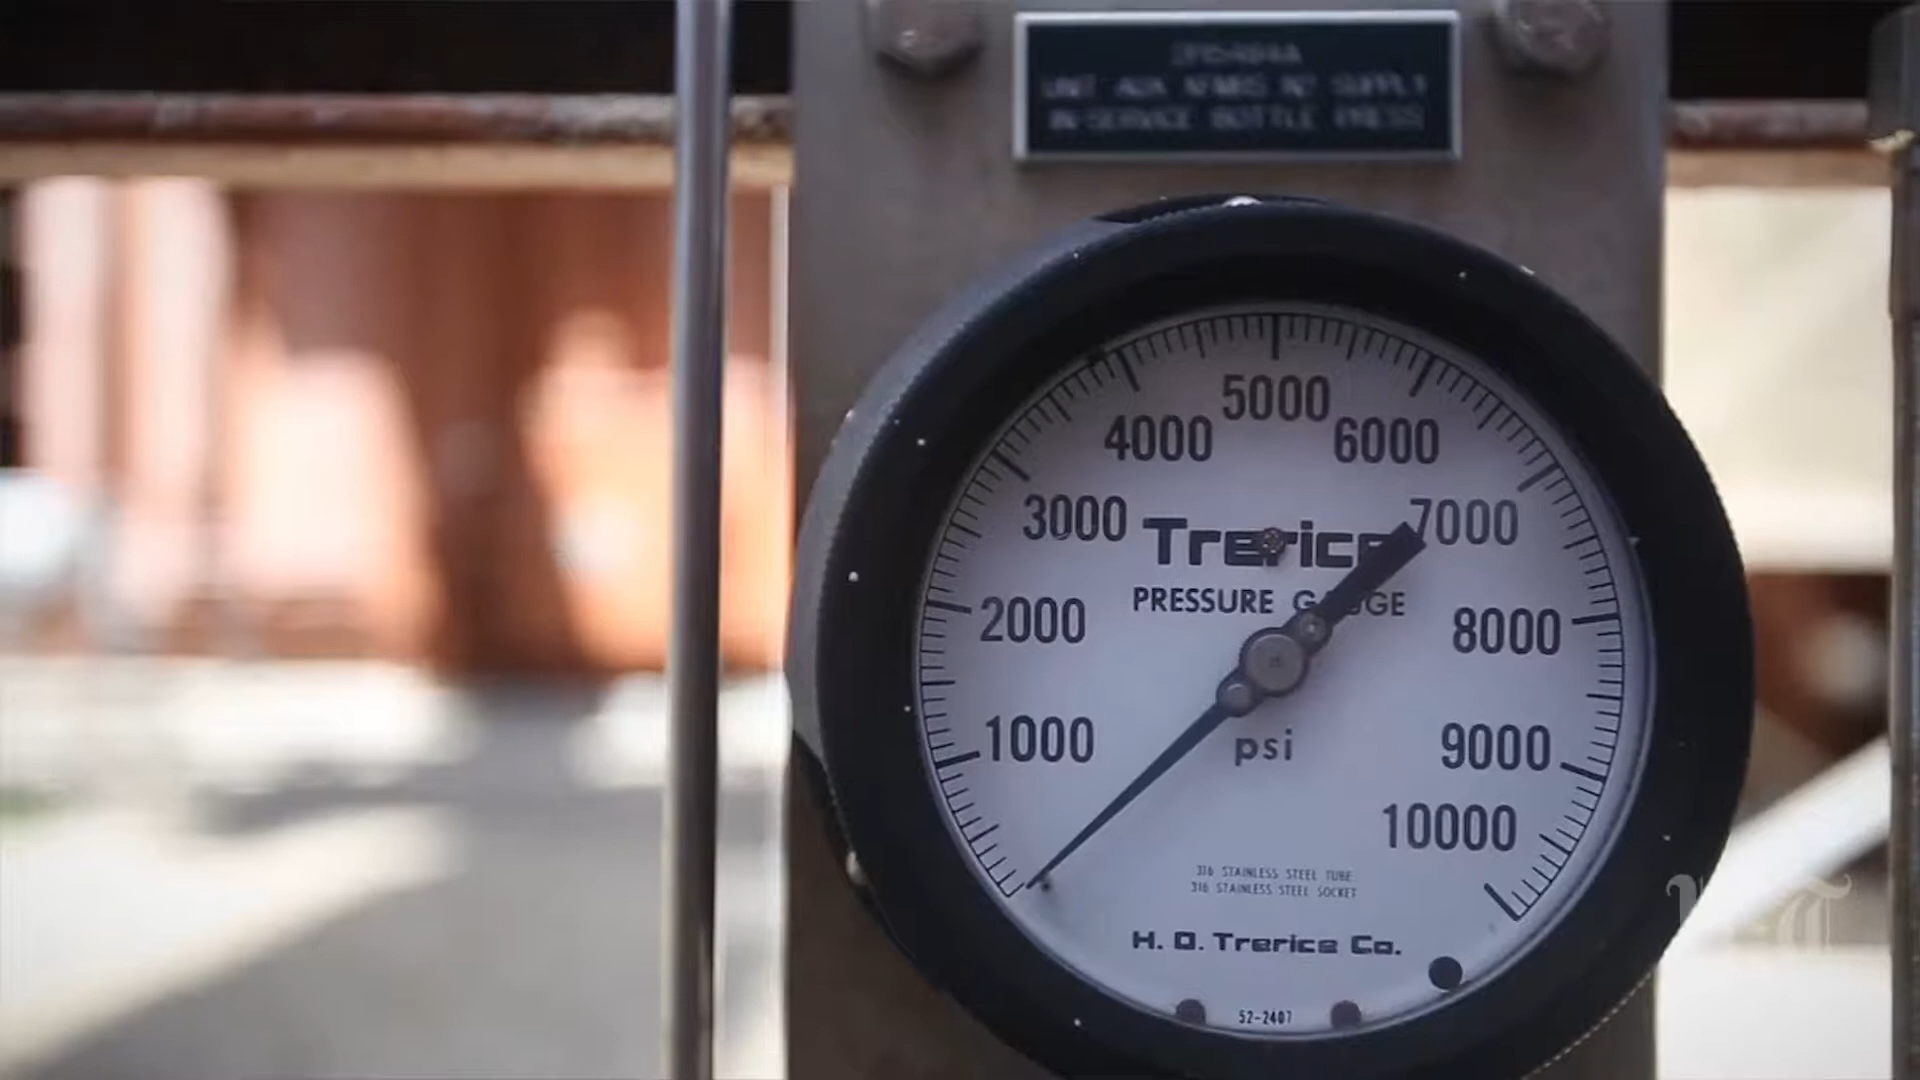 SUPPLY
IN-SERVICE BOTTLE PRESS
5000
4000
6000
3000
7000
Trerice
PRESSURE GAUGE
2000
8000
psi
1000
9000
10000
316 STAINLESS STEEL TUBE
316 STAINLESS STEEL SOCKET
H. O. Trerice Co.
52-2407